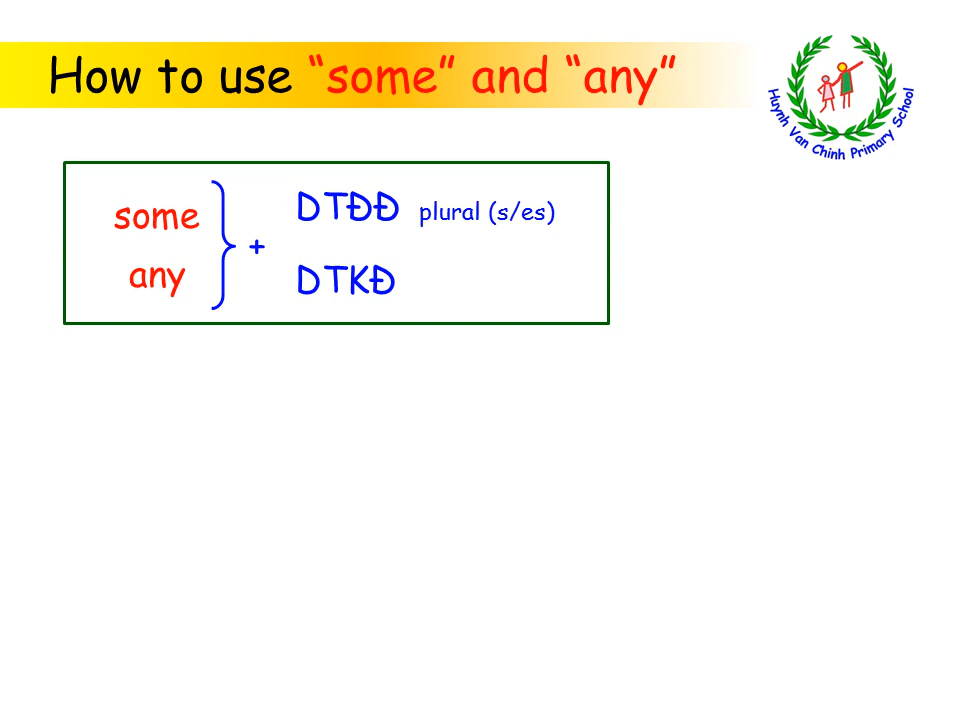 How to use “some” and “any”
Huynh Van Chinh Primary School
some
any
+
DTĐĐ plural (s/es)
DTKĐ